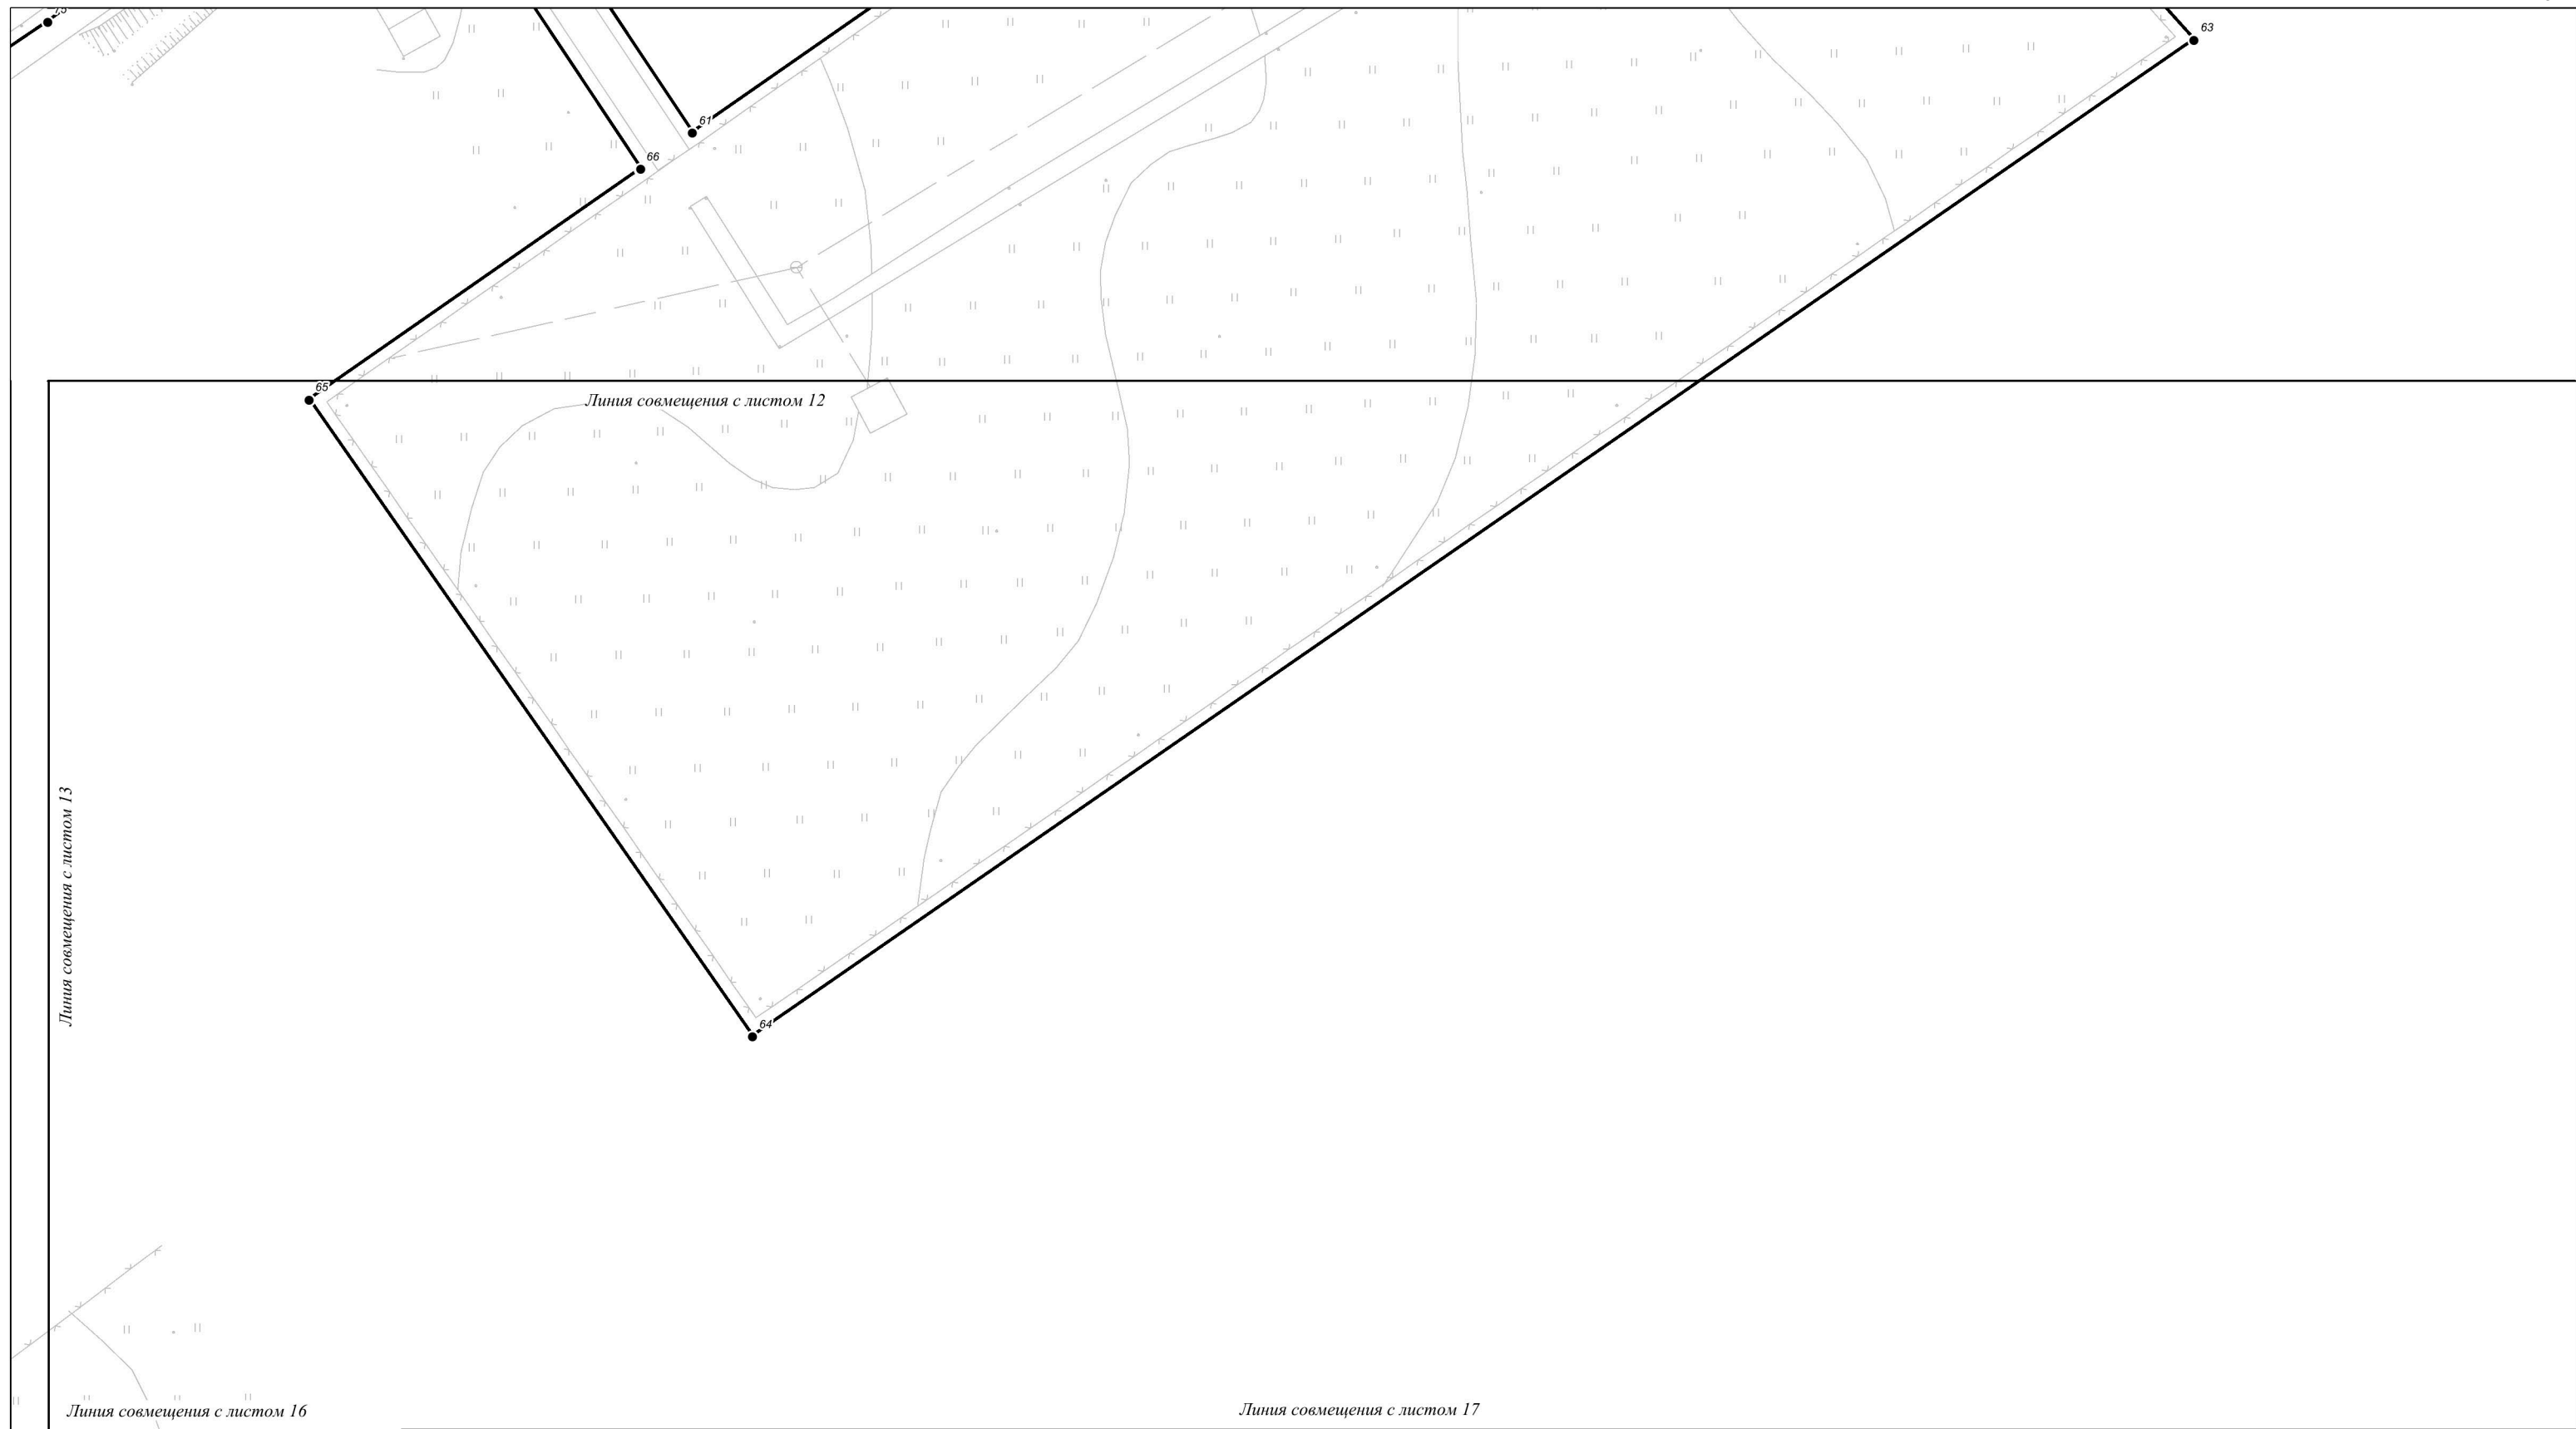 63
61
66
65
Линия совмещения с листом 12
Линия совмещения с листом 13
64
Линия совмещения с листом 16
Линия совмещения с листом 17